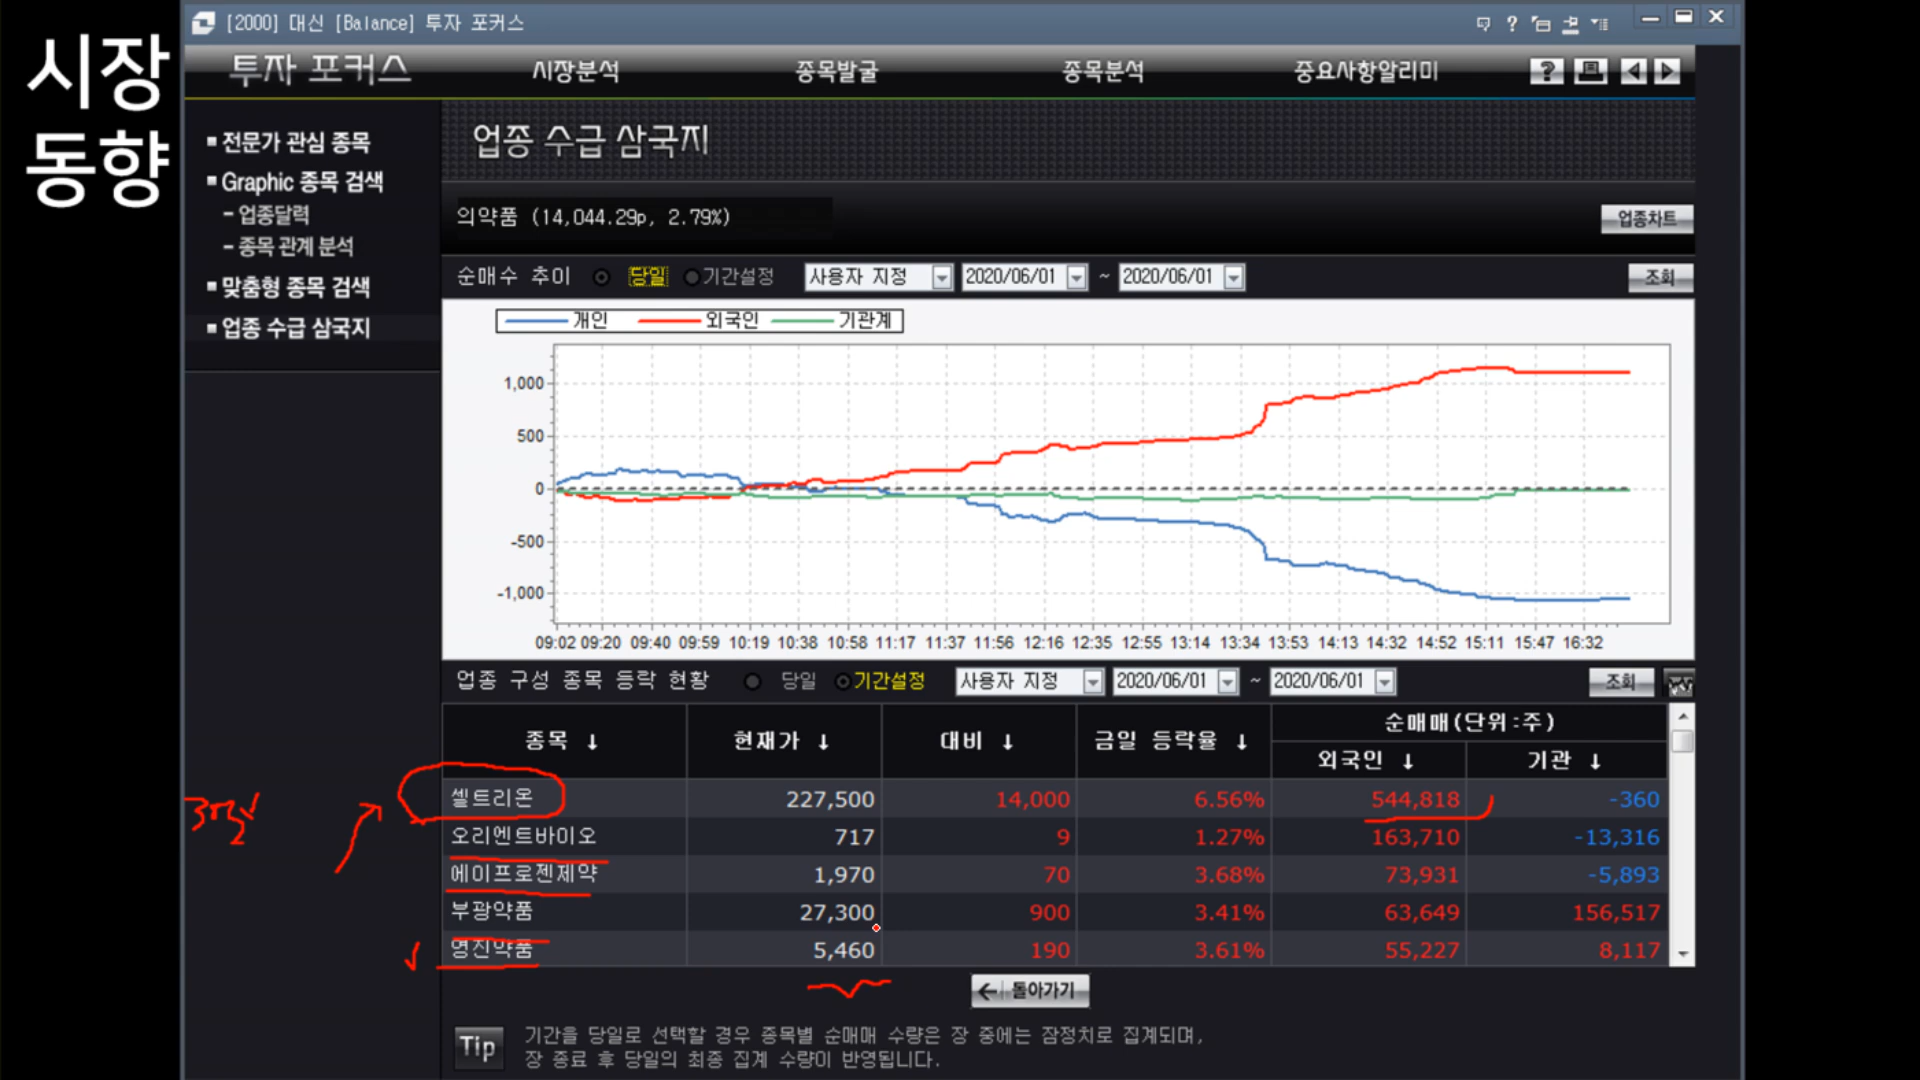 시장
동향
[2000] 대신 [Balance] 투자 포커스
투자 포커스 시장분석 종목발굴 종목분석 중요사항알리미
전문가 관심 종목
Graphic 종목 검색
- 업종달력
- 종목 관계 분석
맞춤형 종목 검색
업종 수급 삼국지
업종 수급 삼국지
의약품 (14,044.29p, 2.79%) 업종차트
순매수 추이 당일 기간설정 사용자 지정 2020/06/01 ~ 2020/06/01 조회
개인 외국인 기관계
1,000
500
0
-500
-1,000
09:02 09:20 09:40 09:59 10:19 10:38 10:58 11:17 11:37 11:56 12:16 12:35 12:55 13:14 13:34 13:53 14:13 14:32 14:52 15:11 15:47 16:32
업종 구성 종목 등락 현황 당일 기간설정 사용자 지정 2020/06/01 ~ 2020/06/01 조회
종목 ↓ 현재가 ↓ 대비 ↓ 금일 등락율 ↓ 순매매(단위:주)
외국인 ↓ 기관 ↓
셀트리온 227,500 14,000 6.56% 544,818 -360
오리엔트바이오 717 9 1.27% 163,710 -13,316
에이프로젠제약 1,970 70 3.68% 73,931 -5,893
부광약품 27,300 900 3.41% 63,649 156,517
영진약품 5,460 190 3.61% 55,227 8,117
← 돌아가기
Tip 기간을 당일로 선택할 경우 종목별 순매매 수량은 장 중에는 잠정치로 집계되며,
장 종료 후 당일의 최종 집계 수량이 반영됩니다.